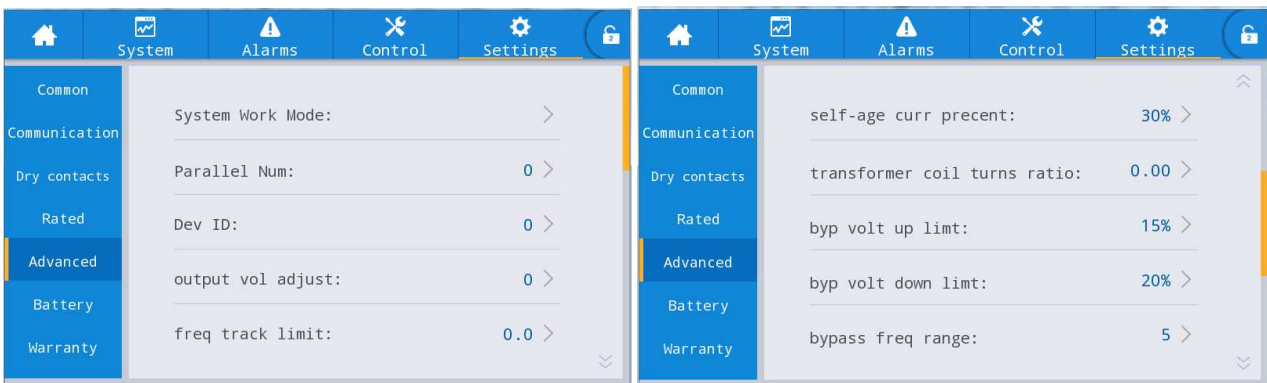 System Alarms Control Settings 2
Common
Communication
Dry contacts
Rated
Advanced
Battery
Warranty
System Work Mode:
Parallel Num: 0
Dev ID: 0
output vol adjust: 0
freq track limit: 0.0
System Alarms Control Settings 2
Common
Communication
Dry contacts
Rated
Advanced
Battery
Warranty
self-age curr precent: 30%
transformer coil turns ratio: 0.00
byp volt up limt: 15%
byp volt down limt: 20%
bypass freq range: 5